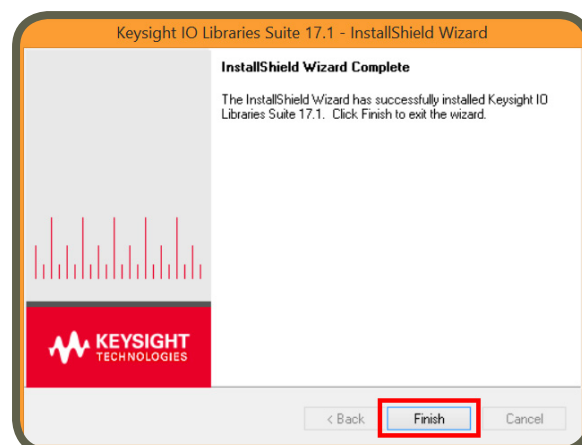 Keysight IO Libraries Suite 17.1 - InstallShield Wizard
InstallShield Wizard Complete
The InstallShield Wizard has successfully installed Keysight IO
Libraries Suite 17.1. Click Finish to exit the wizard.
KEYSIGHT
TECHNOLOGIES
< Back Finish Cancel